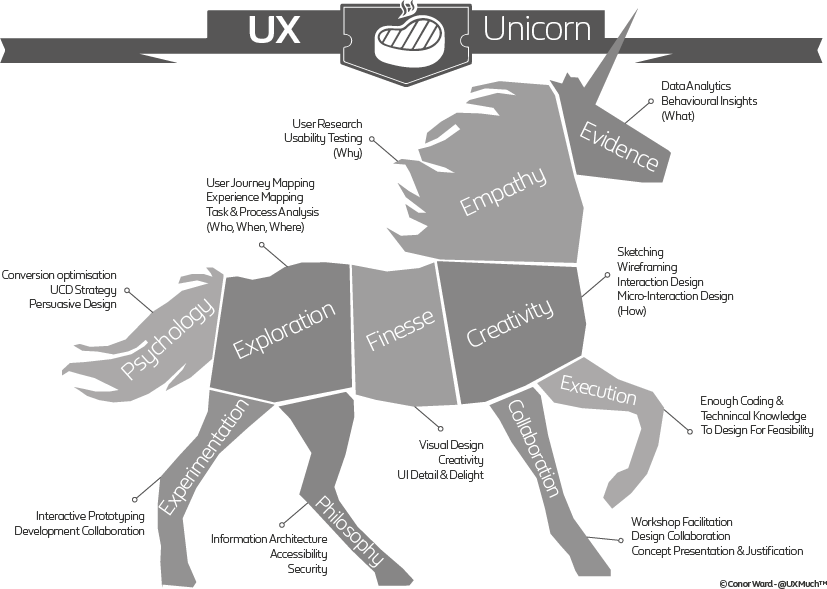 UX Unicorn
Data Analytics
Behavioural Insights
(What)
Evidence
User Research
Usability Testing
(Why)
Empathy
User Journey Mapping
Experience Mapping
Task & Process Analysis
(Who, When, Where)
Sketching
Wireframing
Interaction Design
Micro-Interaction Design
(How)
Conversion optimisation
UCD Strategy
Persuasive Design
Psychology
Exploration
Finesse
Creativity
Execution
Enough Coding &
Technincal Knowledge
To Design For Feasibility
Experimentation
Collaboration
Visual Design
Creativity
UI Detail & Delight
Philosophy
Interactive Prototyping
Development Collaboration
Information Architecture
Accessibility
Security
Workshop Facilitation
Design Collaboration
Concept Presentation & Justification
© Conor Ward - @UXMuch™